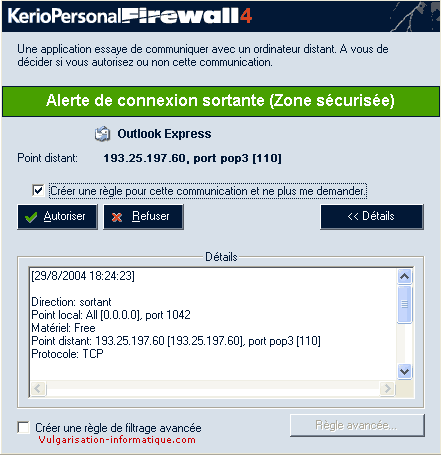 KerioPersonalFirewall4
Une application essaye de communiquer avec un ordinateur distant. A vous de
décider si vous autorisez ou non cette communication.
Alerte de connexion sortante (Zone sécurisée)
Outlook Express
Point distant: 193.25.197.60, port pop3 [110]
Créer une règle pour cette communication et ne plus me demander.
Autoriser Refuser << Détails
Détails
[29/8/2004 18:24:23]
Direction: sortant
Point local: All [0.0.0.0], port 1042
Matériel: Free
Point distant: 193.25.197.60 [193.25.197.60], port pop3 [110]
Protocole: TCP
Créer une règle de filtrage avancée Règle avancée...
Vulgarisation-informatique.com